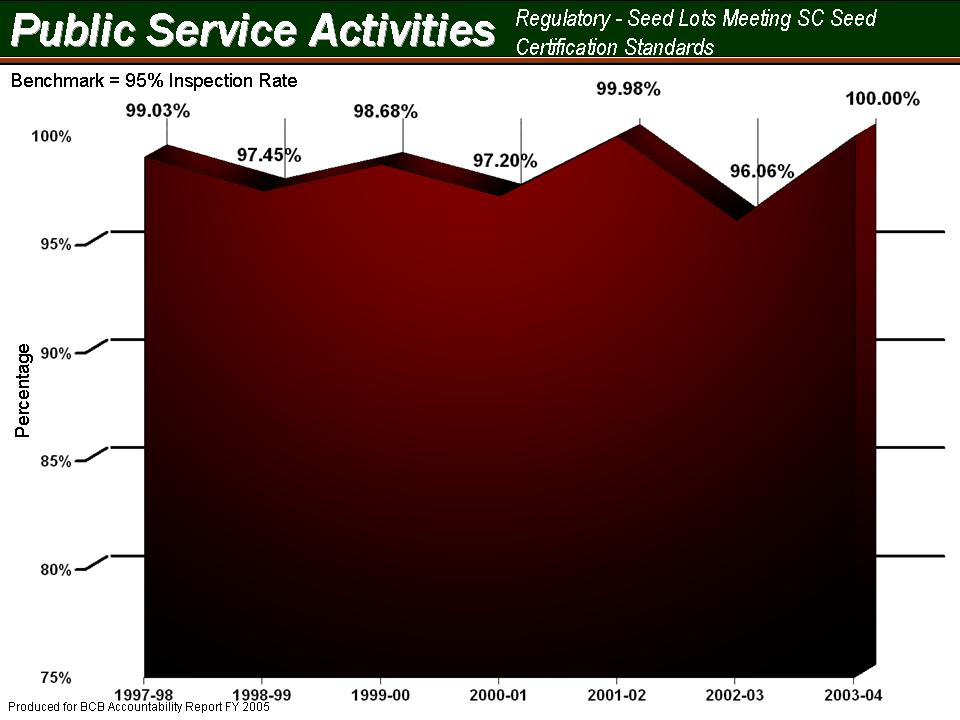 Public Service Activities
Regulatory - Seed Lots Meeting SC Seed
Certification Standards
Benchmark = 95% Inspection Rate
99.03%
97.45%
98.68%
97.20%
99.98%
96.06%
100.00%
100%
95%
90%
85%
80%
75%
Percentage
1997-98 1998-99 1999-00 2000-01 2001-02 2002-03 2003-04
Produced for BCB Accountability Report FY 2005